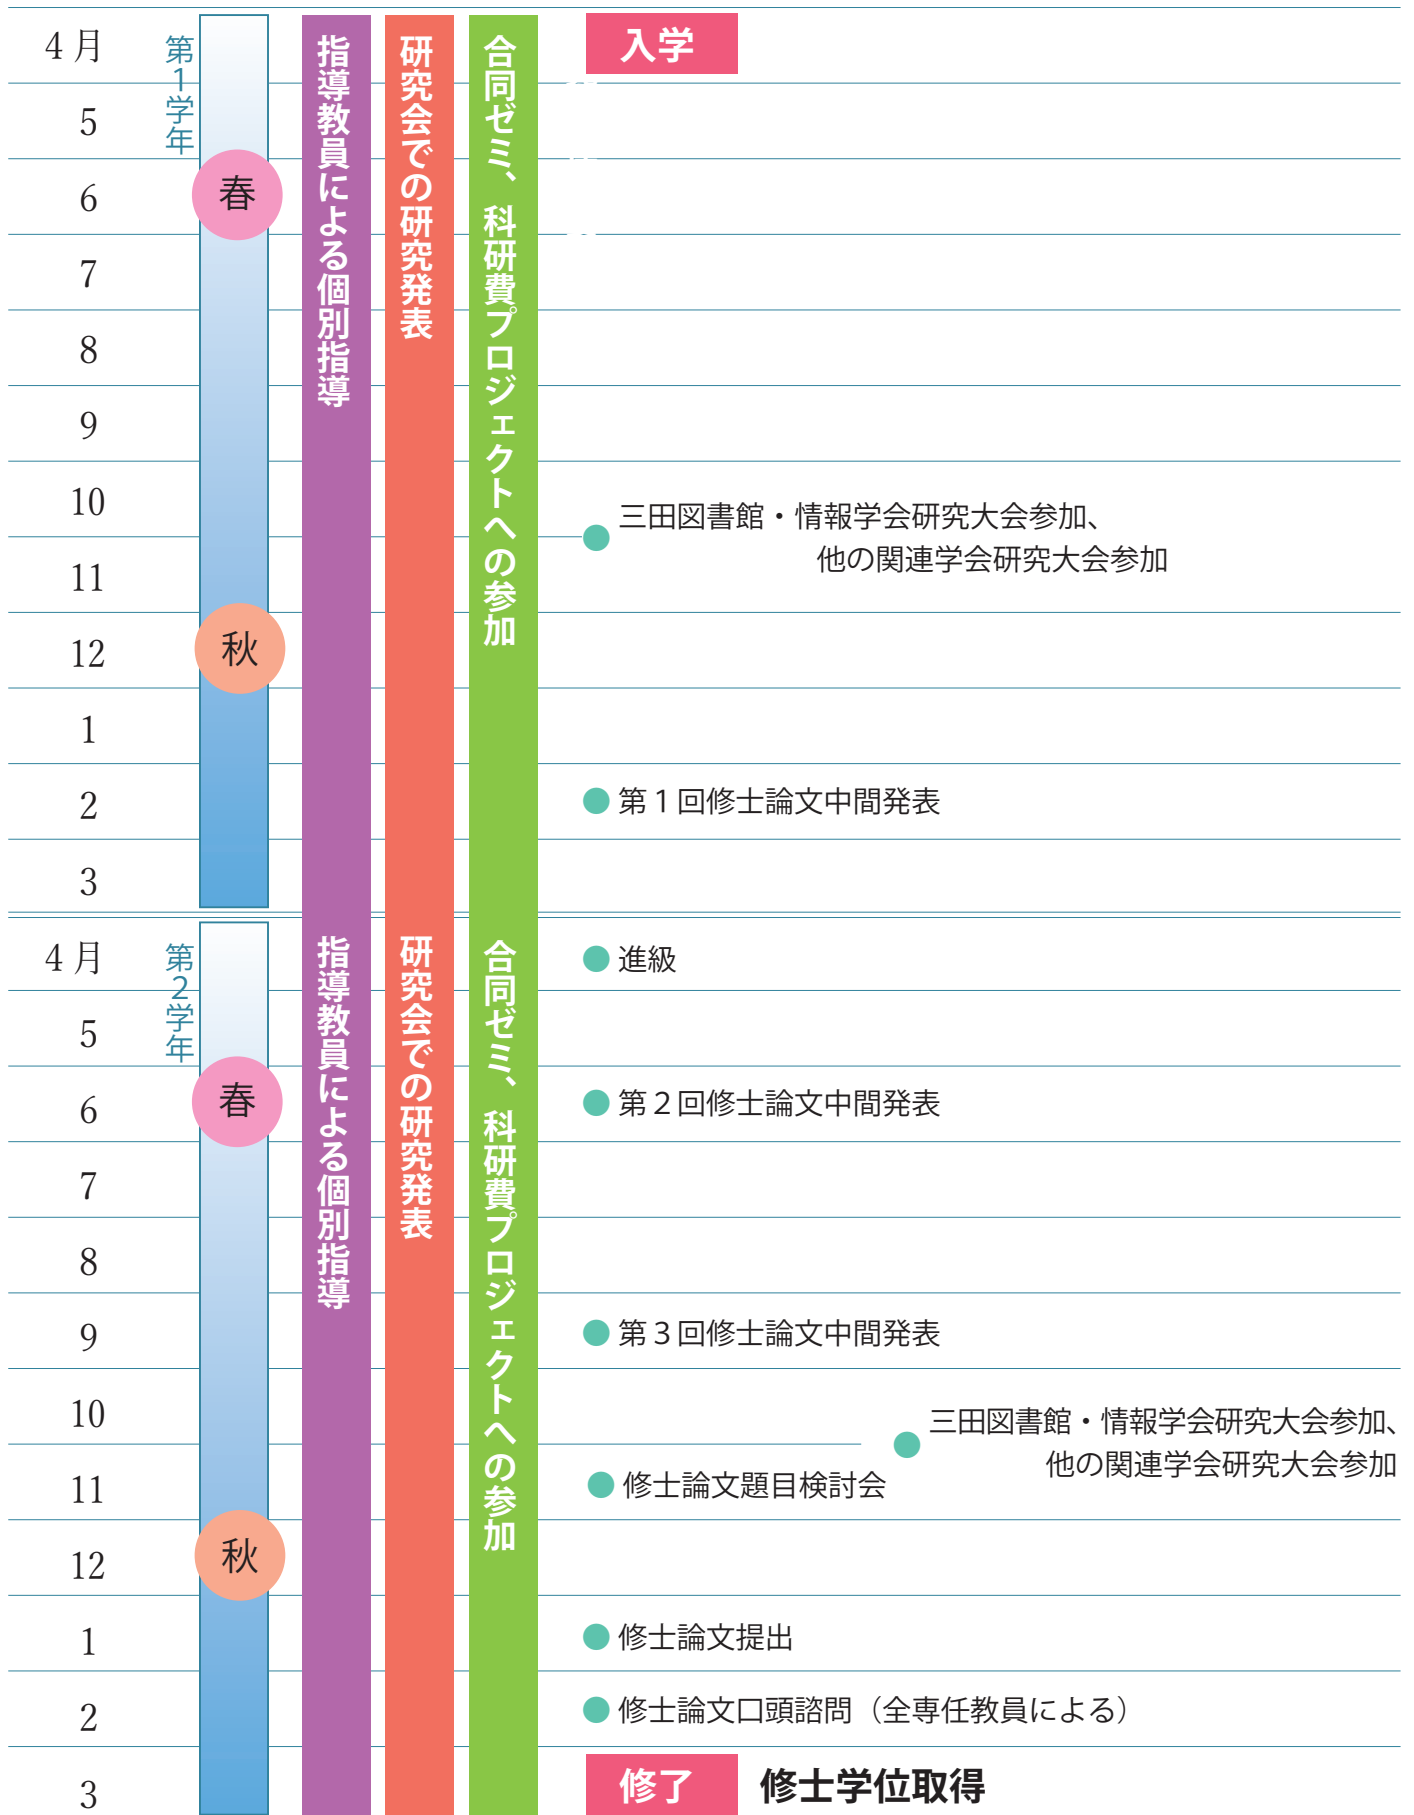 4月
第1学年
指導教員による個別指導
研究会での研究発表
合同ゼミ、科研費プロジェクトへの参加
入学
5
6
春
7
8
9
10
三田図書館・情報学会研究大会参加、
他の関連学会研究大会参加
11
12
秋
1
2
第1回修士論文中間発表
3
4月
第2学年
指導教員による個別指導
研究会での研究発表
合同ゼミ、科研費プロジェクトへの参加
進級
5
6
春
第2回修士論文中間発表
7
8
9
第3回修士論文中間発表
10
三田図書館・情報学会研究大会参加、
他の関連学会研究大会参加
11
修士論文題目検討会
12
秋
1
修士論文提出
2
修士論文口頭諮問（全専任教員による）
3
修了
修士学位取得